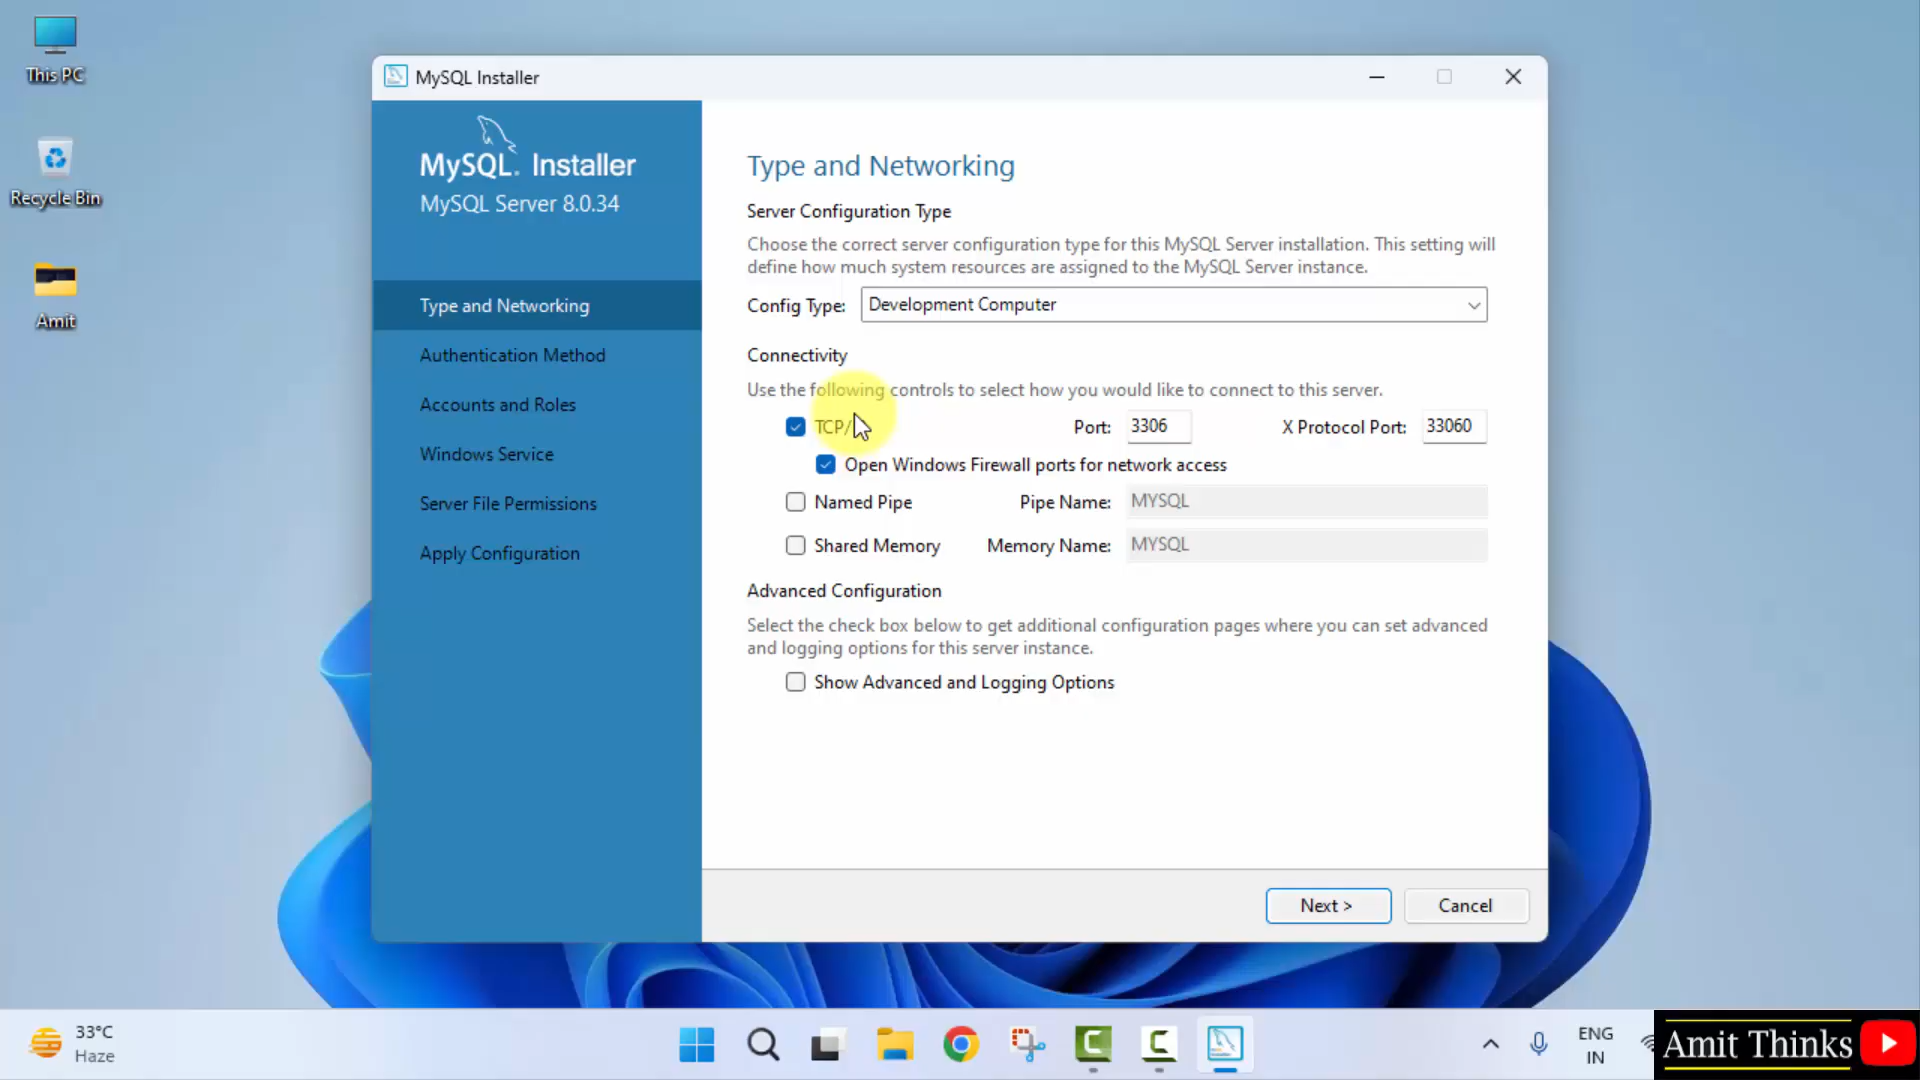 This PC
Recycle Bin
Amit
MySQL Installer
MySQL. Installer
MySQL Server 8.0.34
Type and Networking
Authentication Method
Accounts and Roles
Windows Service
Server File Permissions
Apply Configuration
Type and Networking
Server Configuration Type
Choose the correct server configuration type for this MySQL Server installation. This setting will
define how much system resources are assigned to the MySQL Server instance.
Config Type: Development Computer
Connectivity
Use the following controls to select how you would like to connect to this server.
TCP/ Port: 3306 X Protocol Port: 33060
Open Windows Firewall ports for network access
Named Pipe Pipe Name: MYSQL
Shared Memory Memory Name: MYSQL
Advanced Configuration
Select the check box below to get additional configuration pages where you can set advanced
and logging options for this server instance.
Show Advanced and Logging Options
Next > Cancel
33°C
Haze
ENG
IN
Amit Thinks